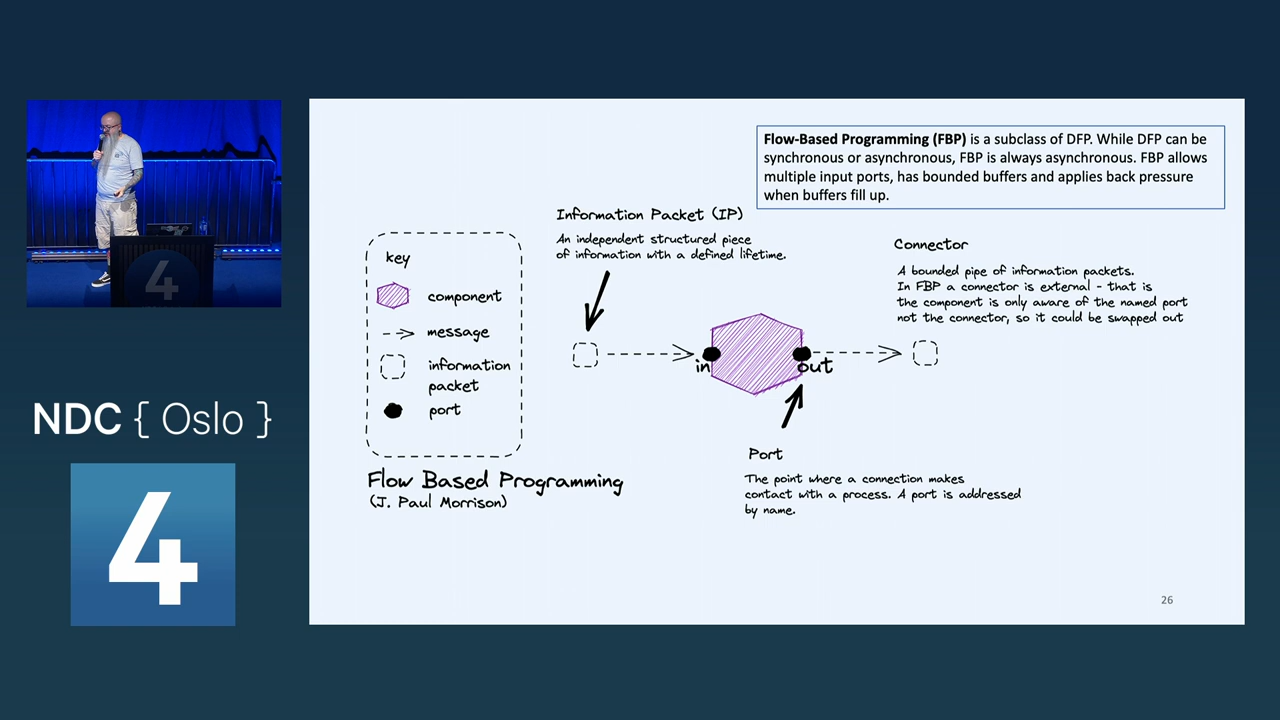 Flow-Based Programming (FBP) is a subclass of DFP. While DFP can be
synchronous or asynchronous, FBP is always asynchronous. FBP allows
multiple input ports, has bounded buffers and applies back pressure
when buffers fill up.
Information Packet (IP)
An independent structured piece
of information with a defined lifetime.
Connector
A bounded pipe of information packets.
In FBP a connector is external - that is
the component is only aware of the named port
not the connector, so it could be swapped out
key
component
message
information
packet
port
in
out
Port
The point where a connection makes
contact with a process. A port is addressed
by name.
Flow Based Programming
(J. Paul Morrison)
26
4
NDC { Oslo }
4